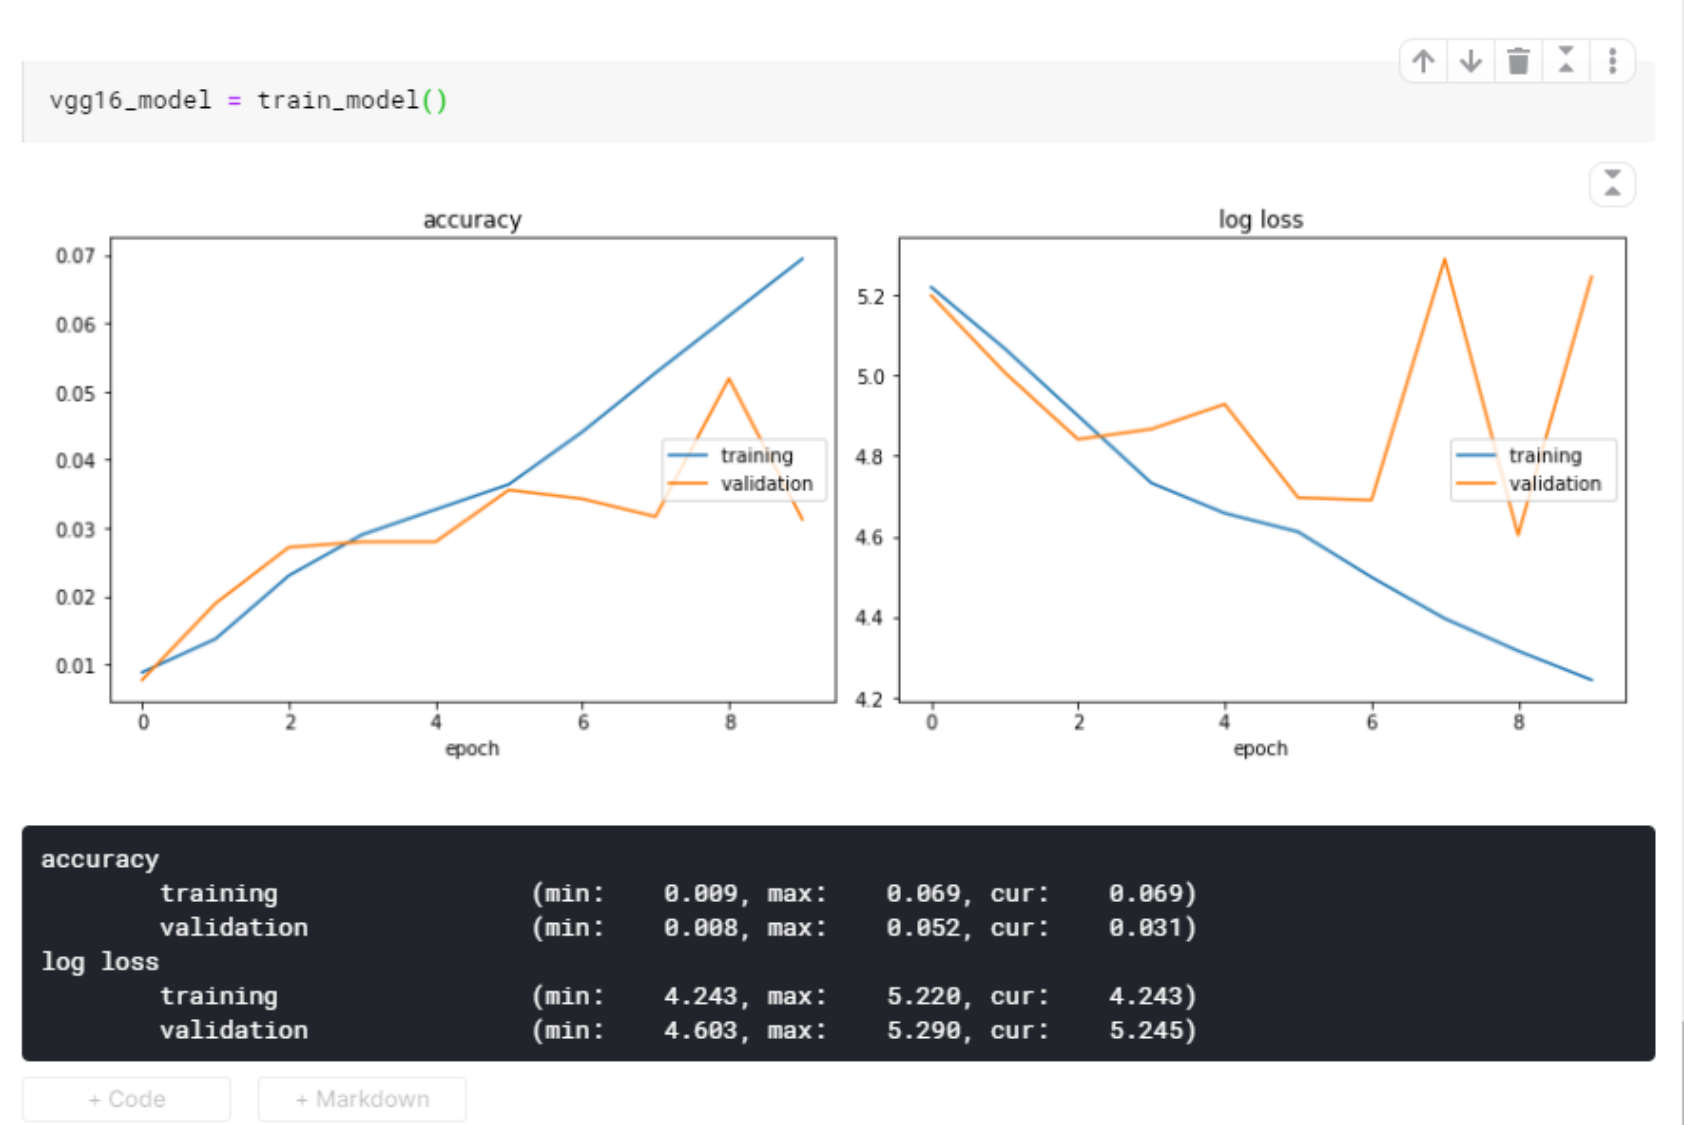 vgg16_model = train_model()
accuracy
0.07
0.06
0.05
0.04
0.03
0.02
0.01
0 2 4 6 8
epoch
training
validation
log loss
5.2
5.0
4.8
4.6
4.4
4.2
0 2 4 6 8
epoch
training
validation
accuracy
training (min: 0.009, max: 0.069, cur: 0.069)
validation (min: 0.008, max: 0.052, cur: 0.031)
log loss
training (min: 4.243, max: 5.220, cur: 4.243)
validation (min: 4.603, max: 5.290, cur: 5.245)
+ Code + Markdown